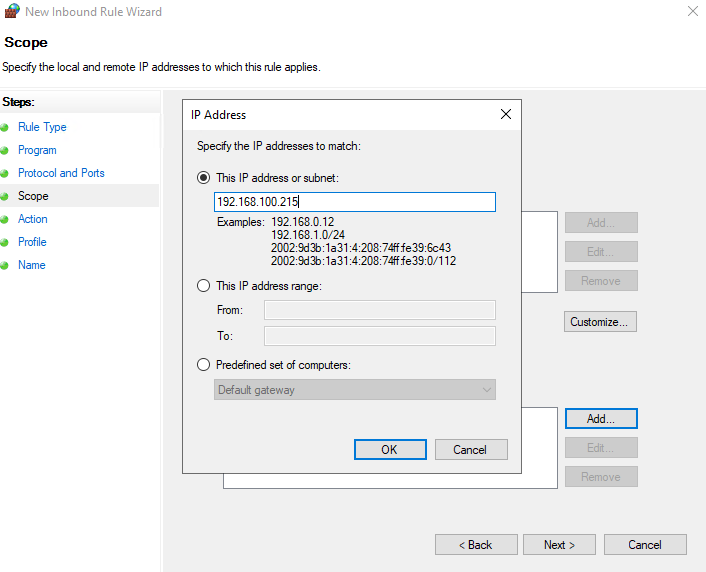 New Inbound Rule Wizard
Scope
Specify the local and remote IP addresses to which this rule applies.
Steps:
Rule Type
Program
Protocol and Ports
Scope
Action
Profile
Name
IP Address
Specify the IP addresses to match:
This IP address or subnet:
192.168.100.215
Examples: 192.168.0.12
192.168.1.0/24
2002:9d3b:1a31:4:208:74ff:fe39:6c43
2002:9d3b:1a31:4:208:74ff:fe39:0/112
This IP address range:
From:
To:
Predefined set of computers:
Default gateway
OK Cancel
Add...
Edit...
Remove
Customize...
Add...
Edit...
Remove
< Back Next > Cancel